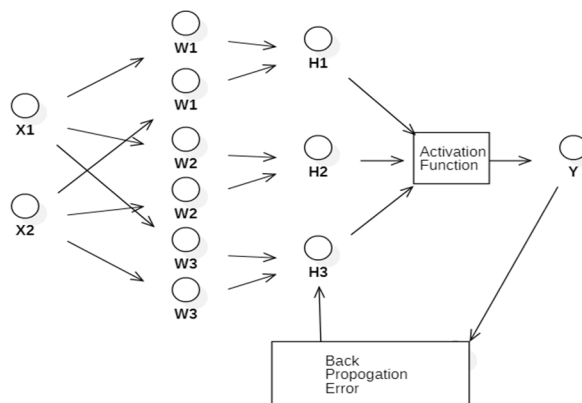 W1
W1
X1
W2
W2
X2
W3
W3
H1
H2
H3
Activation
Function
Y
Back
Propogation
Error